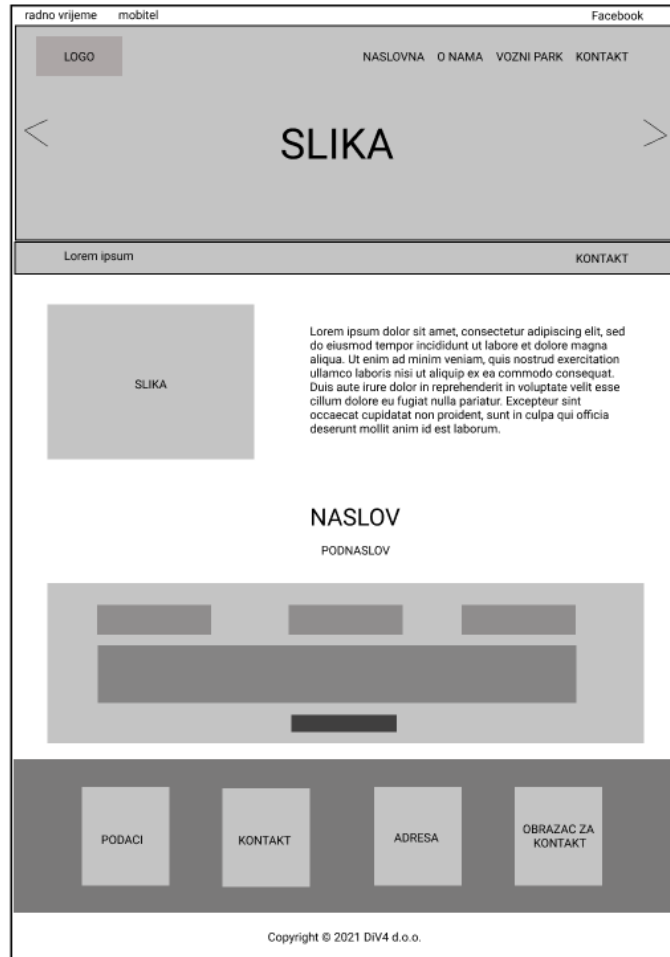 radno vrijeme mobitel Facebook
LOGO NASLOVNA O NAMA VOZNI PARK KONTAKT
SLIKA
Lorem ipsum KONTAKT
SLIKA
Lorem ipsum dolor sit amet, consectetur adipiscing elit, sed
do eiusmod tempor incididunt ut labore et dolore magna
aliqua. Ut enim ad minim veniam, quis nostrud exercitation
ullamco laboris nisi ut aliquip ex ea commodo consequat.
Duis aute irure dolor in reprehenderit in voluptate velit esse
cillum dolore eu fugiat nulla pariatur. Excepteur sint
occaecat cupidatat non proident, sunt in culpa qui officia
deserunt mollit anim id est laborum.
NASLOV
PODNASLOV
PODACI
KONTAKT
ADRESA
OBRAZAC ZA
KONTAKT
Copyright © 2021 DiV4 d.o.o.